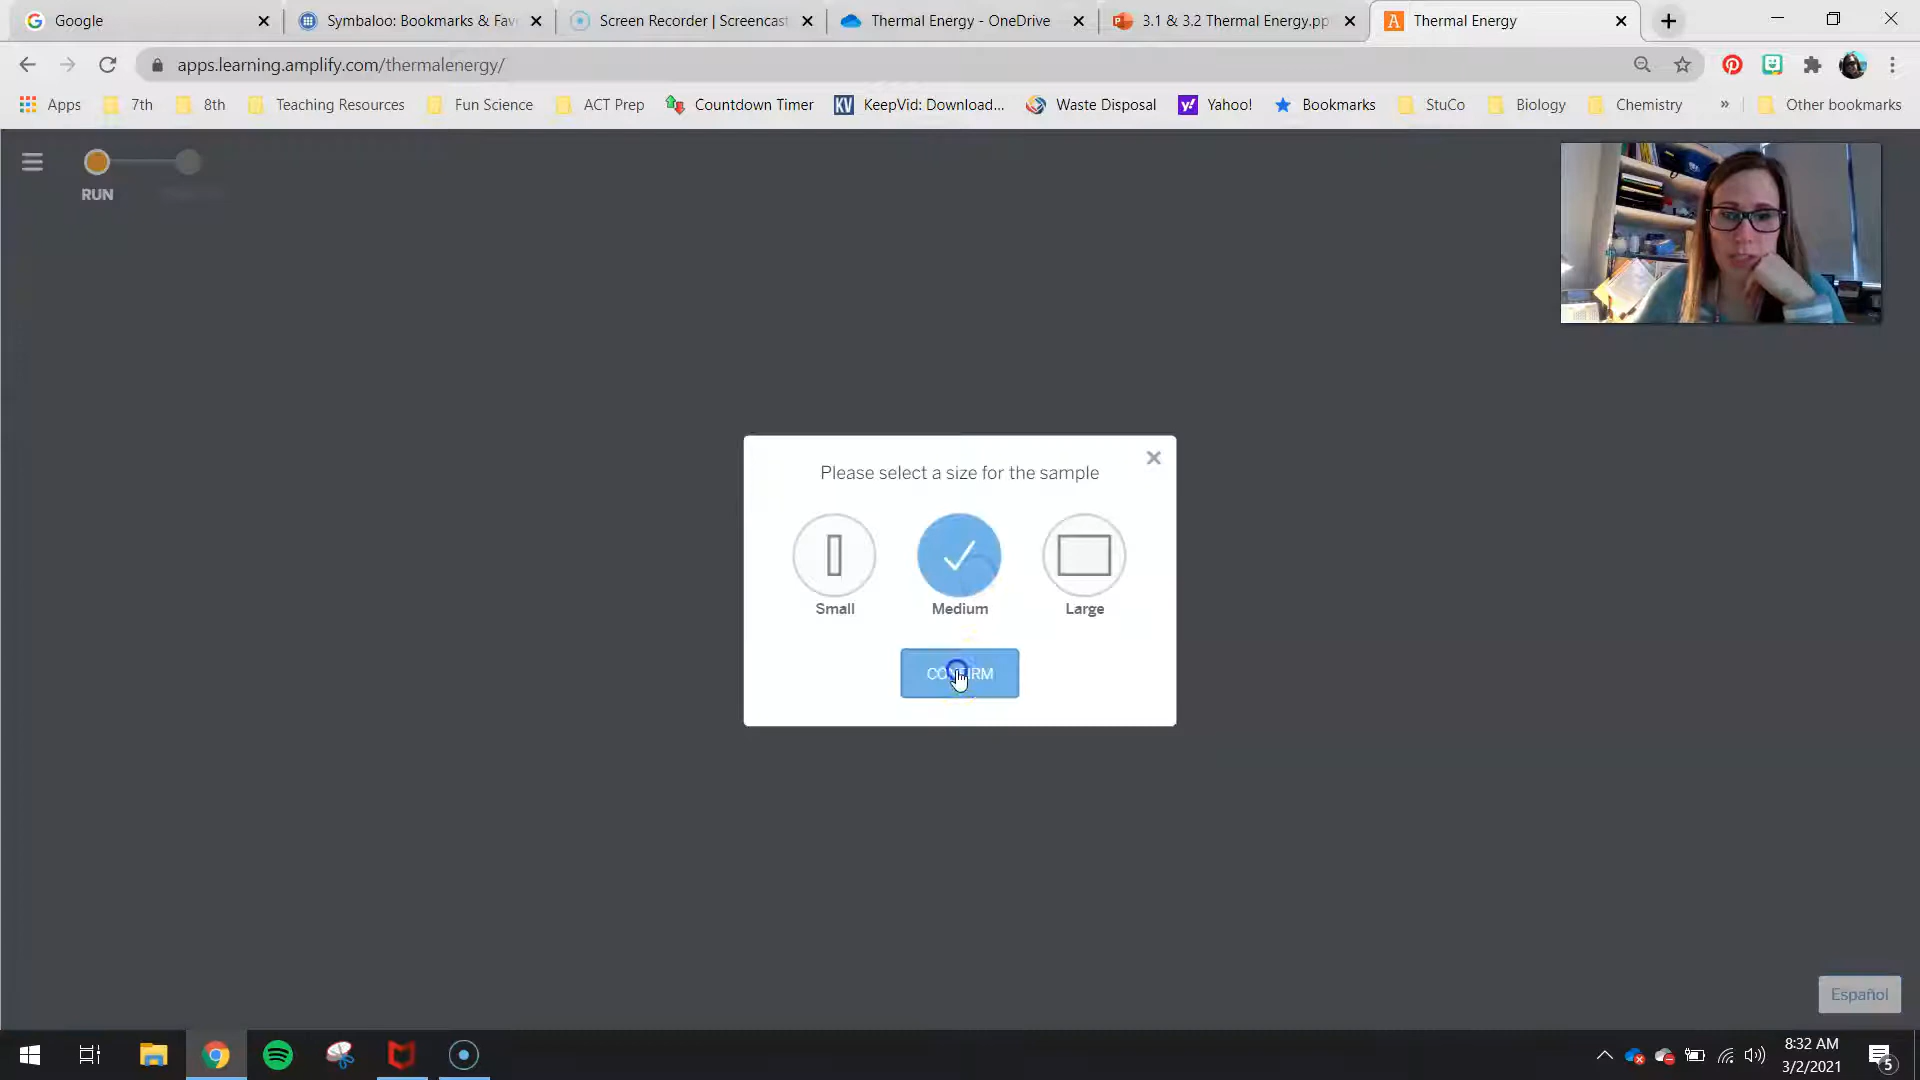 Google
Symbaloo: Bookmarks & Fav
Screen Recorder | Screencast
Thermal Energy - OneDrive
3.1 & 3.2 Thermal Energy.pp
Thermal Energy
apps.learning.amplify.com/thermalenergy/
Apps
7th
8th
Teaching Resources
Fun Science
ACT Prep
Countdown Timer
KV KeepVid: Download...
Waste Disposal
Yahoo!
Bookmarks
StuCo
Biology
Chemistry
»
Other bookmarks
RUN
Please select a size for the sample
Small
Medium
Large
CONFIRM
Español
8:32 AM
3/2/2021
5